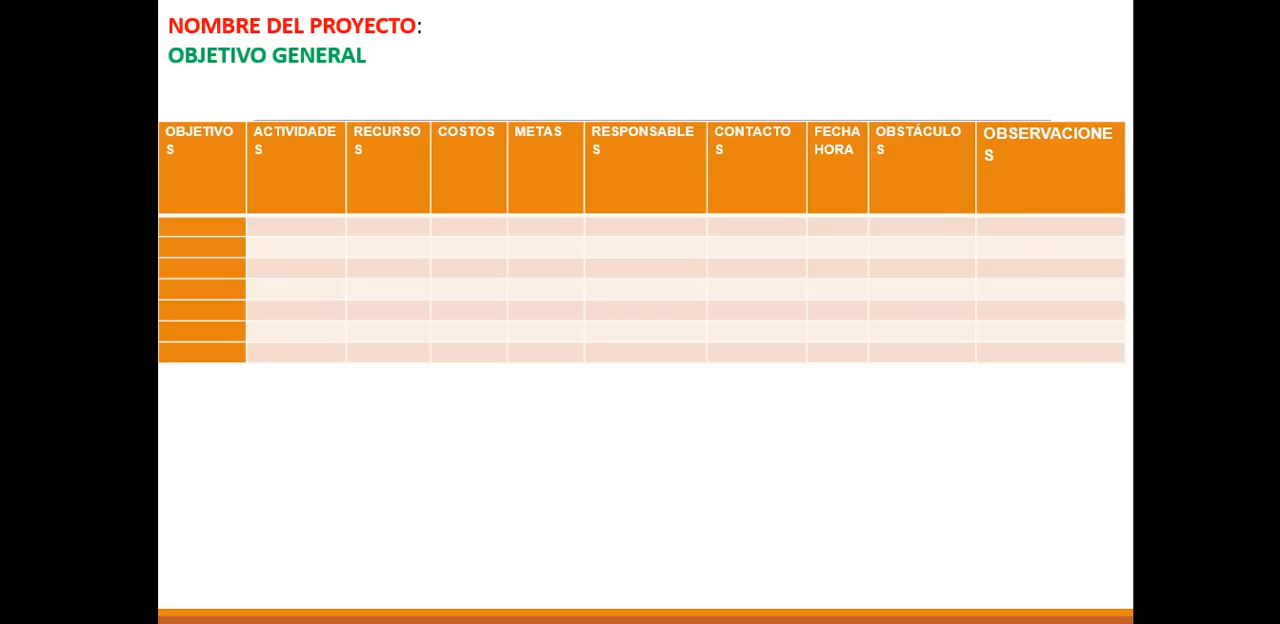 NOMBRE DEL PROYECTO:
OBJETIVO GENERAL
OBJETIVO
S
ACTIVIDADE
S
RECURSO
S
COSTOS
METAS
RESPONSABLE
S
CONTACTO
S
FECHA
HORA
OBSTÁCULO
S
OBSERVACIONE
S